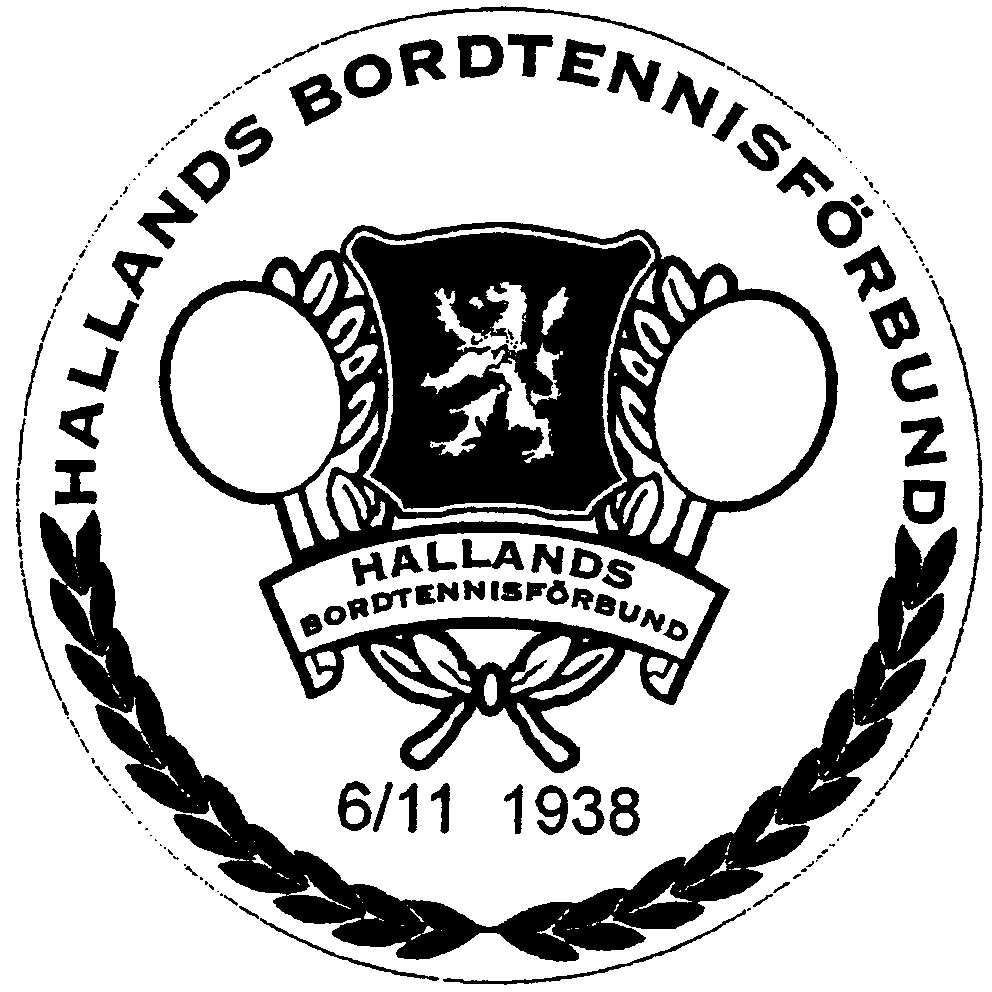 HALLANDS BORDTENNISFÖRBUND
HALLANDS
BORDTENNISFÖRBUND
6/11 1938